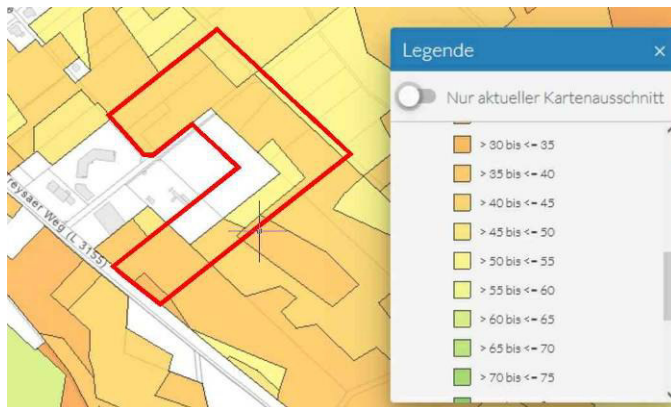 Legende ×
Nur aktueller Kartenausschnitt
> 30 bis <= 35
> 35 bis <= 40
> 40 bis <= 45
> 45 bis <= 50
> 50 bis <= 55
> 55 bis <= 60
> 60 bis <= 65
> 65 bis <= 70
> 70 bis <= 75
reysaer Weg (L 3155)